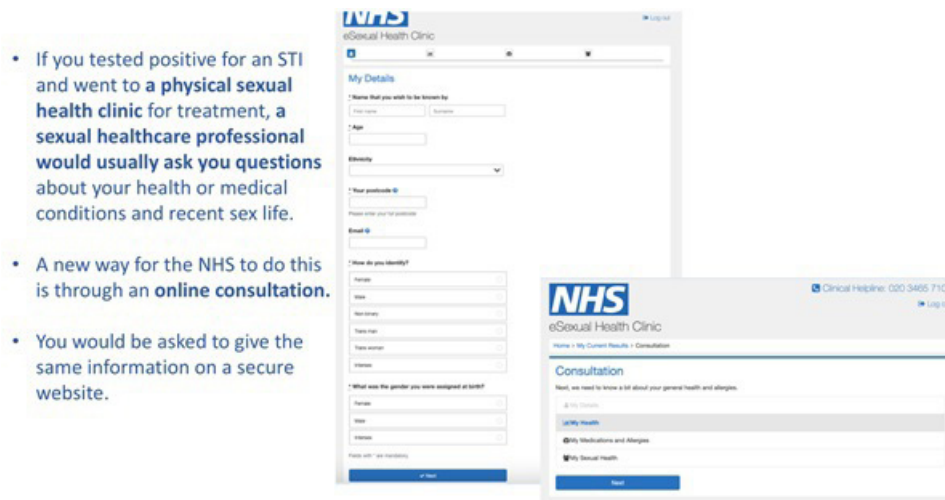 • If you tested positive for an STI
and went to a physical sexual
health clinic for treatment, a
sexual healthcare professional
would usually ask you questions
about your health or medical
conditions and recent sex life.
• A new way for the NHS to do this
is through an online consultation.
• You would be asked to give the
same information on a secure
website.
NHS
Log out
eSexual Health Clinic
My Details
* Name that you wish to be known by
First name Surname
* Age
Ethnicity
* Your postcode
Please enter your full postcode
Email
* How do you identify?
Female
Male
Non-binary
Trans man
Trans woman
Intersex
* What was the gender you were assigned at birth?
Female
Male
Intersex
Fields with * are mandatory.
Next
NHS
Clinical Helpline: 020 3465 710
Log o
eSexual Health Clinic
Home > My Current Results > Consultation
Consultation
Next, we need to know a bit about your general health and allergies.
My Details
My Health
My Medications and Allergies
My Sexual Health
Next